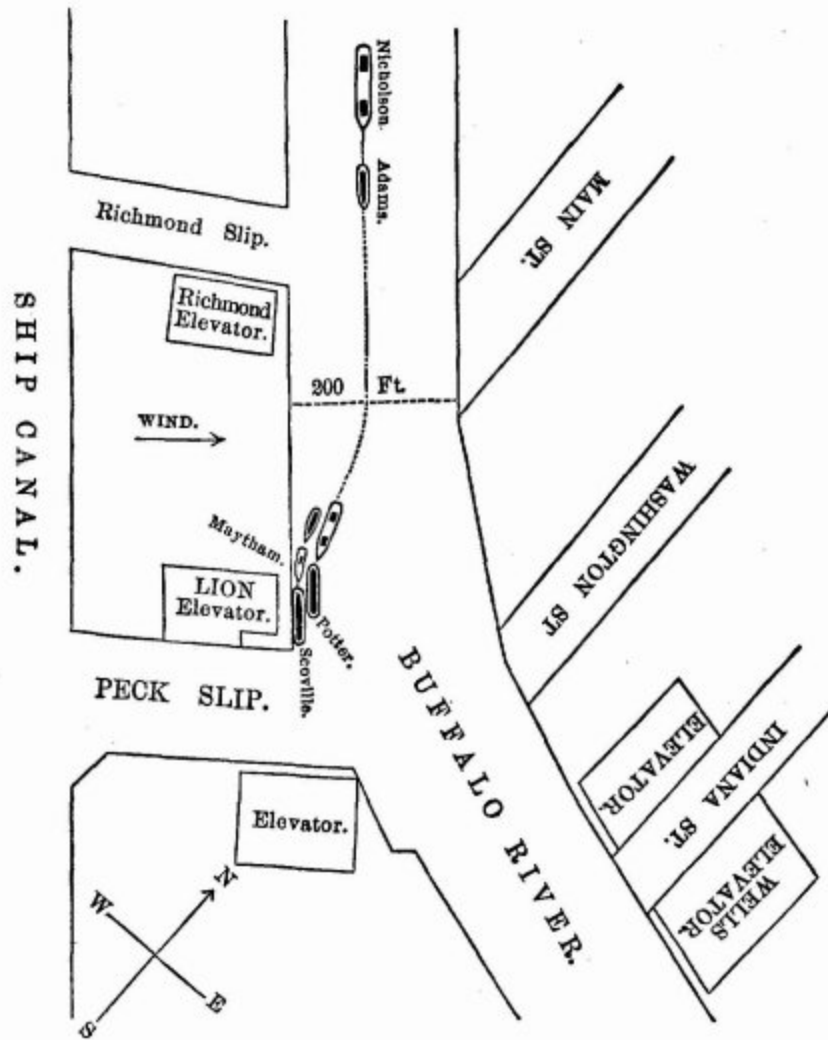 Nicholson.
Adams.
Richmond Slip.
MAIN ST.
Richmond
Elevator.
SHIP CANAL.
200 Ft.
WIND.
WASHINGTON ST
Maytham.
LION
Elevator.
Potter.
Scoville.
PECK SLIP.
BUFFALO RIVER.
ELEVATOR.
INDIANA ST.
WELLS
ELEVATOR.
Elevator.
N
W
E
S